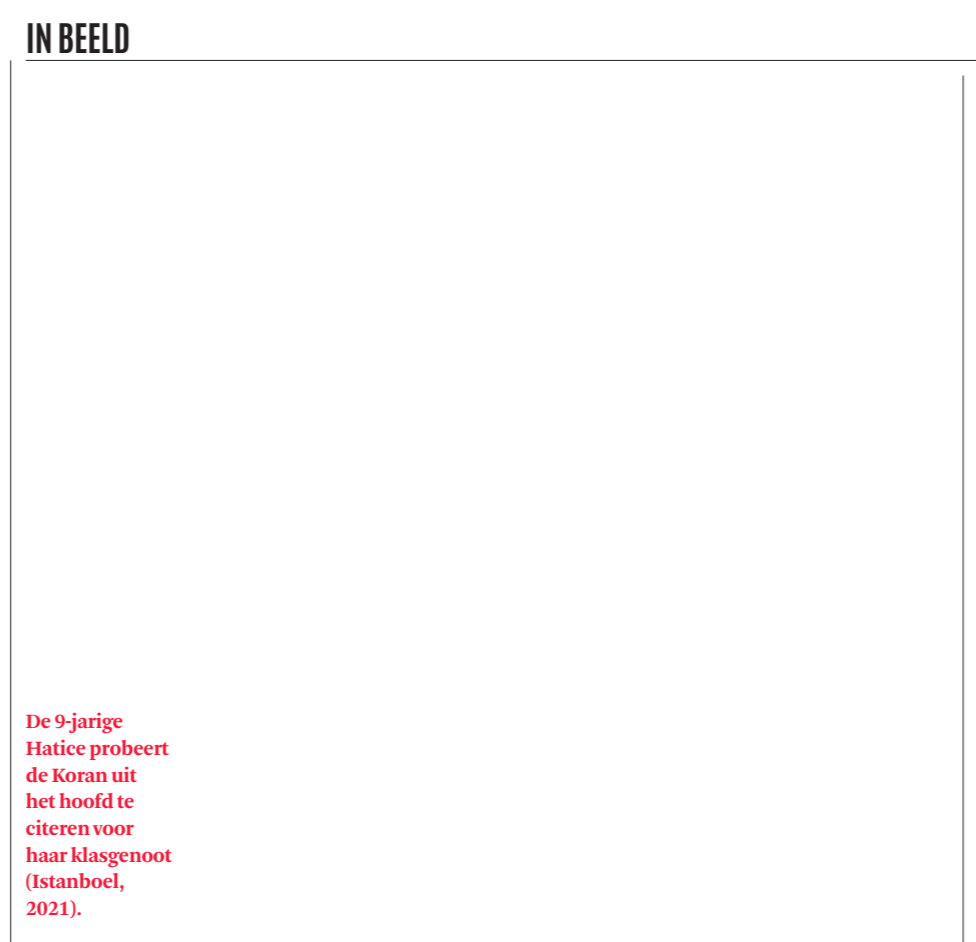 IN BEELD
De 9-jarige
Hatice probeert
de Koran uit
het hoofd te
citeren voor
haar klasgenoot
(Istanboel,
2021).